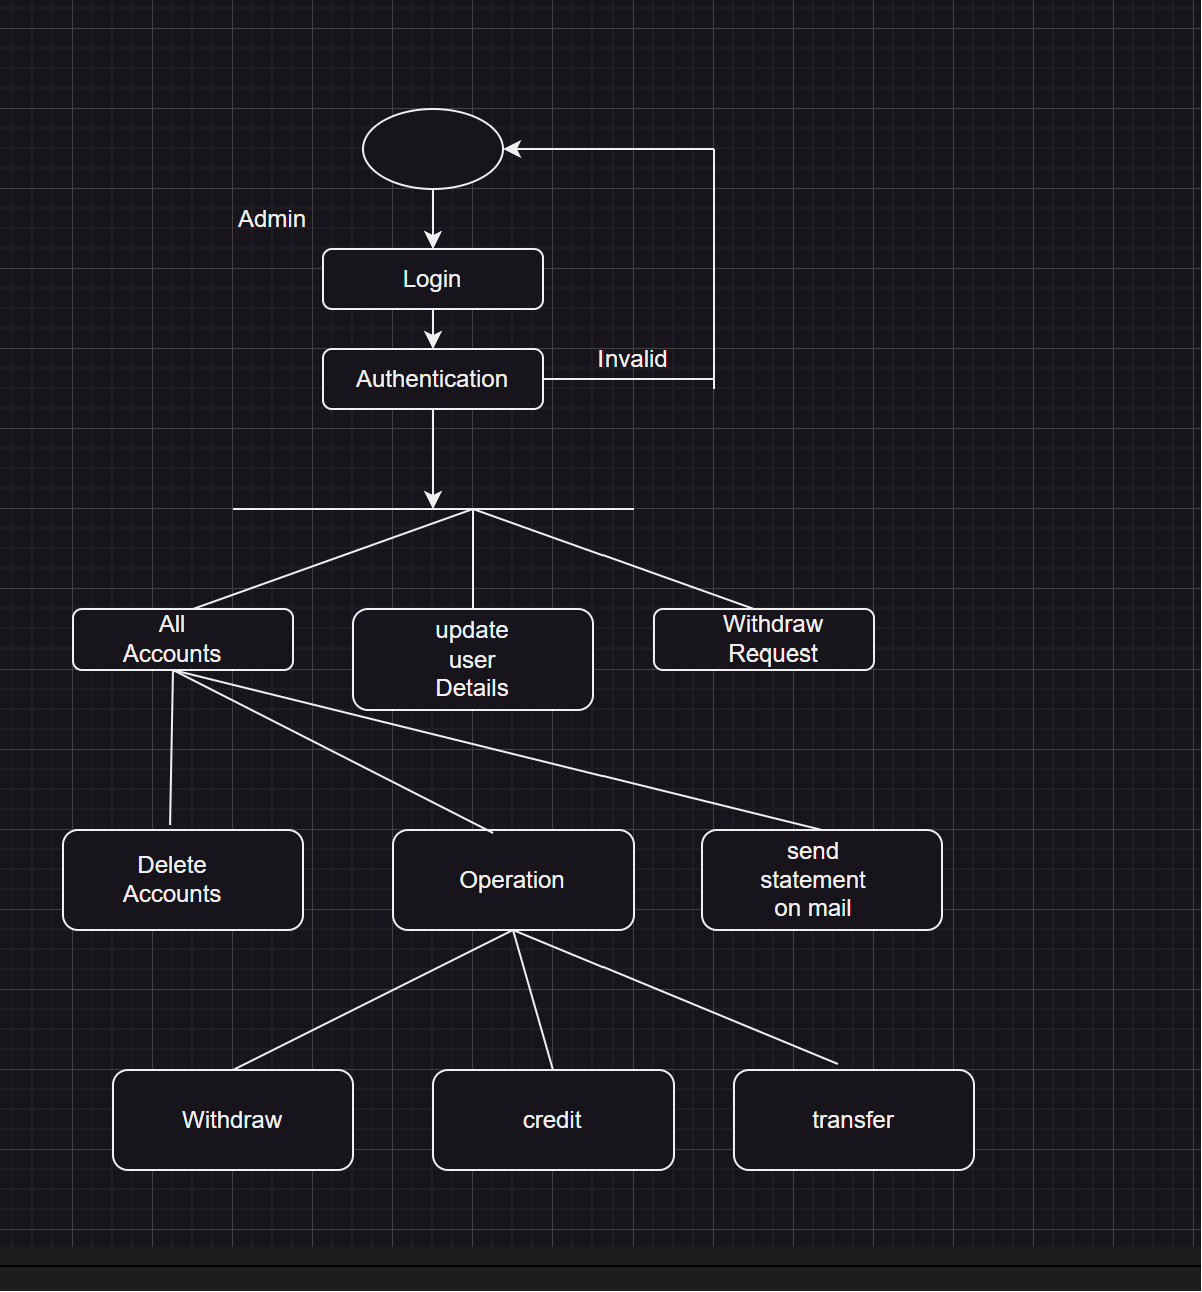 Admin
Login
Invalid
Authentication
All
Accounts
update
user
Details
Withdraw
Request
Delete
Accounts
Operation
send
statement
on mail
Withdraw
credit
transfer